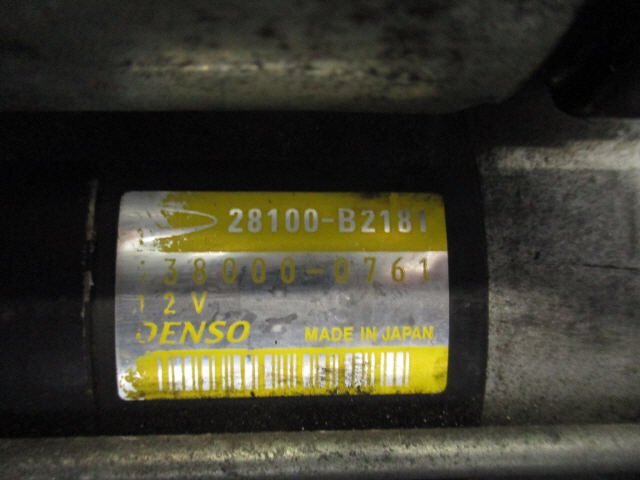 28100-B2181
38000-0761
12V
DENSO
MADE IN JAPAN